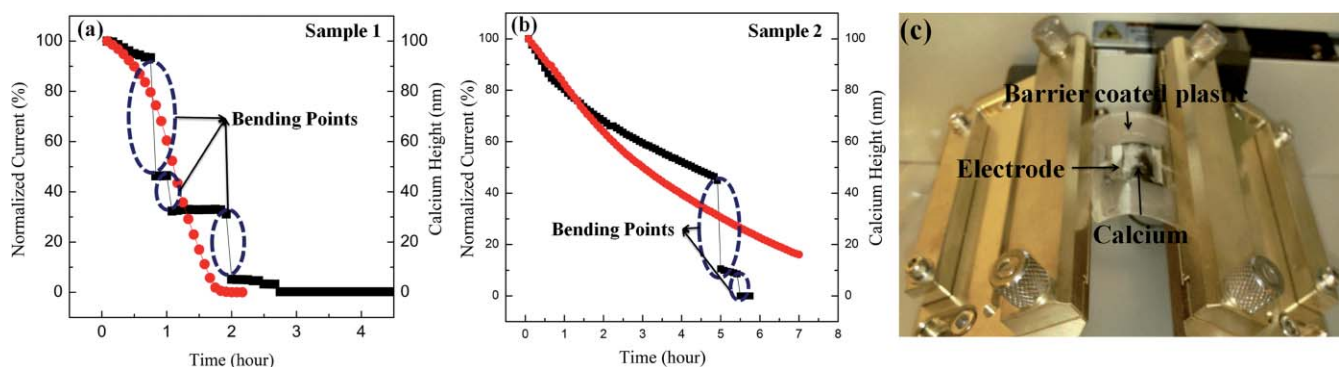 (a)
Sample 1
Normalized Current (%)
100
80
60
40
20
0
Bending Points
Calcium Height (nm)
100
80
60
40
20
0
0
1
2
3
4
Time (hour)
(b)
Sample 2
Normalized Current (%)
100
80
60
40
20
0
Bending Points
Calcium Height (nm)
100
80
60
40
20
0
0
1
2
3
4
5
6
7
8
Time (hour)
(c)
Barrier coated plastic
Electrode
Calcium